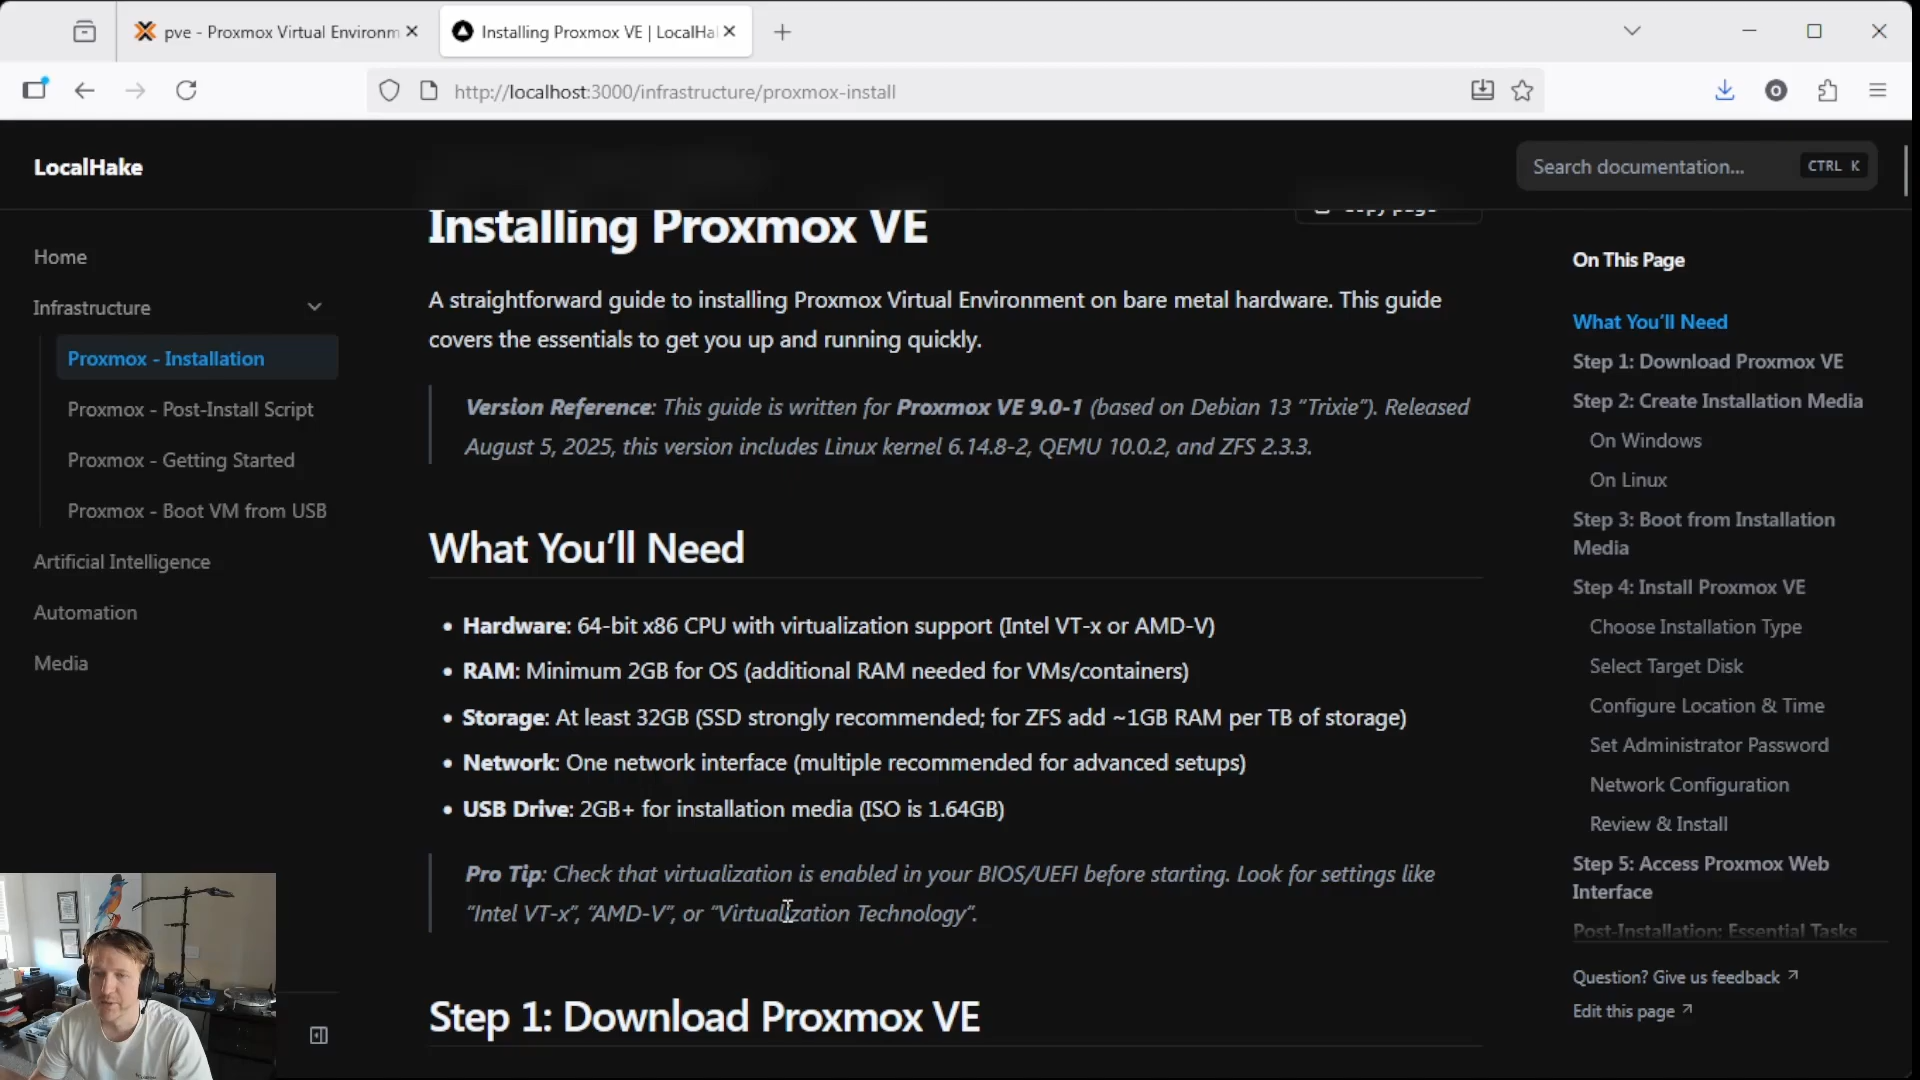 pve - Proxmox Virtual Environm
Installing Proxmox VE | LocalHa
http://localhost:3000/infrastructure/proxmox-install
LocalHake
Search documentation...
CTRL K
Home
Infrastructure
Proxmox - Installation
Proxmox - Post-Install Script
Proxmox - Getting Started
Proxmox - Boot VM from USB
Artificial Intelligence
Automation
Media
Copy page
Installing Proxmox VE
A straightforward guide to installing Proxmox Virtual Environment on bare metal hardware. This guide
covers the essentials to get you up and running quickly.
Version Reference: This guide is written for Proxmox VE 9.0-1 (based on Debian 13 “Trixie”). Released
August 5, 2025, this version includes Linux kernel 6.14.8-2, QEMU 10.0.2, and ZFS 2.3.3.
What You’ll Need
• Hardware: 64-bit x86 CPU with virtualization support (Intel VT-x or AMD-V)
• RAM: Minimum 2GB for OS (additional RAM needed for VMs/containers)
• Storage: At least 32GB (SSD strongly recommended; for ZFS add ~1GB RAM per TB of storage)
• Network: One network interface (multiple recommended for advanced setups)
• USB Drive: 2GB+ for installation media (ISO is 1.64GB)
Pro Tip: Check that virtualization is enabled in your BIOS/UEFI before starting. Look for settings like
“Intel VT-x”, “AMD-V”, or “Virtualization Technology”.
Step 1: Download Proxmox VE
On This Page
What You’ll Need
Step 1: Download Proxmox VE
Step 2: Create Installation Media
On Windows
On Linux
Step 3: Boot from Installation
Media
Step 4: Install Proxmox VE
Choose Installation Type
Select Target Disk
Configure Location & Time
Set Administrator Password
Network Configuration
Review & Install
Step 5: Access Proxmox Web
Interface
Post-Installation: Essential Tasks
Question? Give us feedback
Edit this page